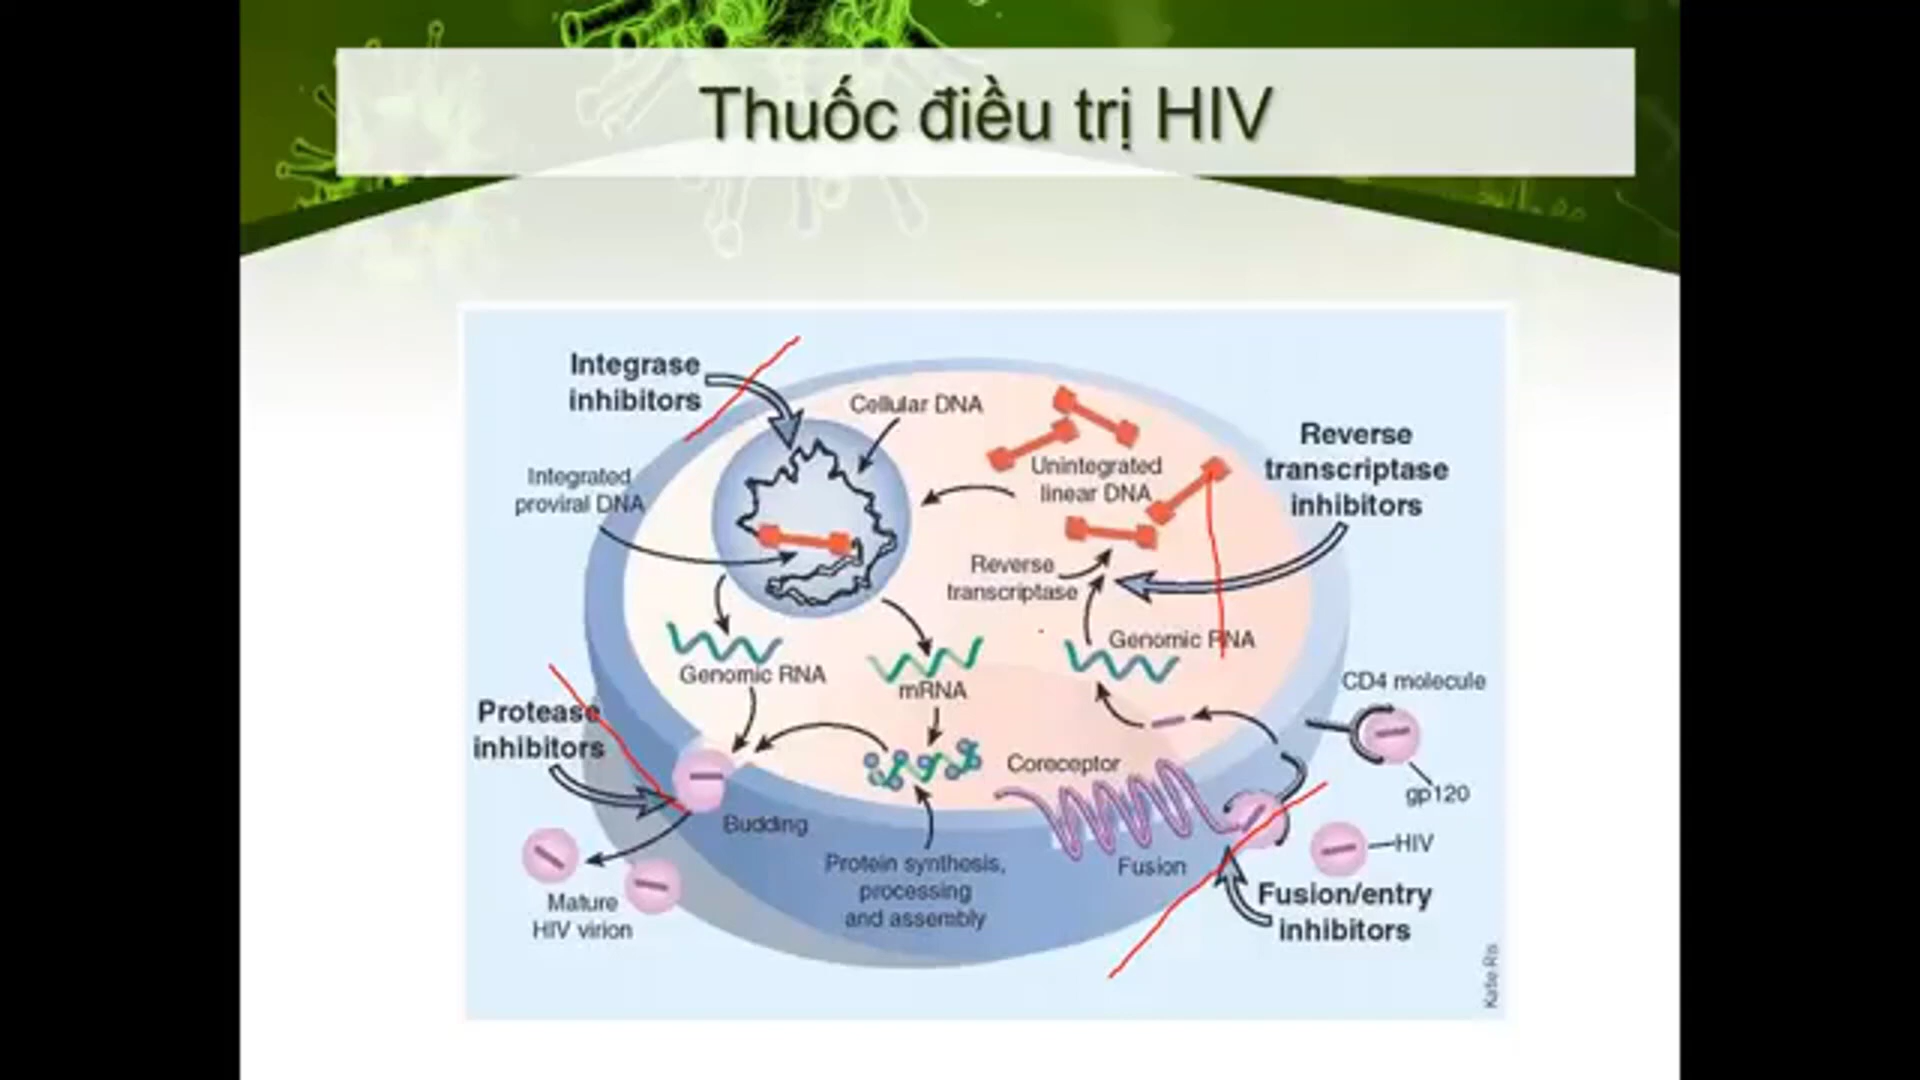 Thuốc điều trị HIV
Integrase
inhibitors
Cellular DNA
Integrated
proviral DNA
Unintegrated
linear DNA
Reverse
transcriptase
inhibitors
Reverse
transcriptase
Genomic RNA
Genomic RNA
mRNA
CD4 molecule
Protease
inhibitors
Coreceptor
gp120
Budding
HIV
Fusion
Protein synthesis,
processing
and assembly
Mature
HIV virion
Fusion/entry
inhibitors
Katie Ris